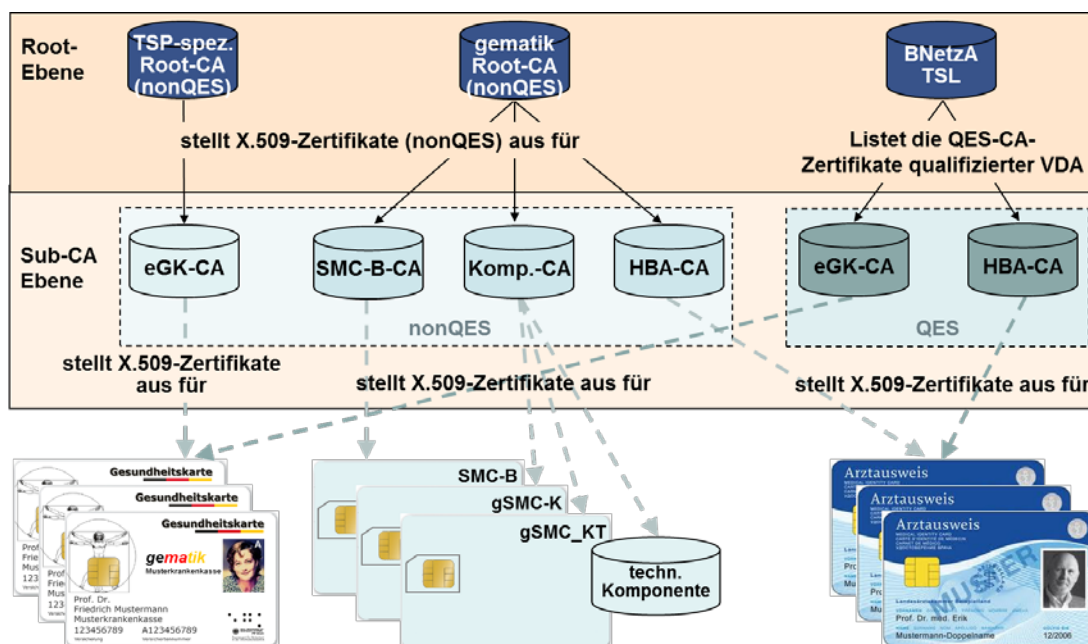 Root-
Ebene
TSP-spez.
Root-CA
(nonQES)
gematik
Root-CA
(nonQES)
BNetzA
TSL
stellt X.509-Zertifikate (nonQES) aus für
Listet die QES-CA-
Zertifikate qualifizierter VDA
Sub-CA
Ebene
eGK-CA
SMC-B-CA
Komp.-CA
HBA-CA
eGK-CA
HBA-CA
nonQES
QES
stellt X.509-Zertifikate
aus für
stellt X.509-Zertifikate aus für
stellt X.509-Zertifikate aus für
Gesundheitskarte
Gesundheitskarte
Gesundheitskarte
gematik
Musterkrankenkasse
Prof. Dr.
Friedrich Mustermann
Musterkrankenkasse
123456789 A123456789
SMC-B
gSMC-K
gSMC_KT
techn.
Komponente
Arztausweis
Arztausweis
Arztausweis
MUSTER
Prof. Dr. med. Erik
Mustermann-Doppelname
12/2006